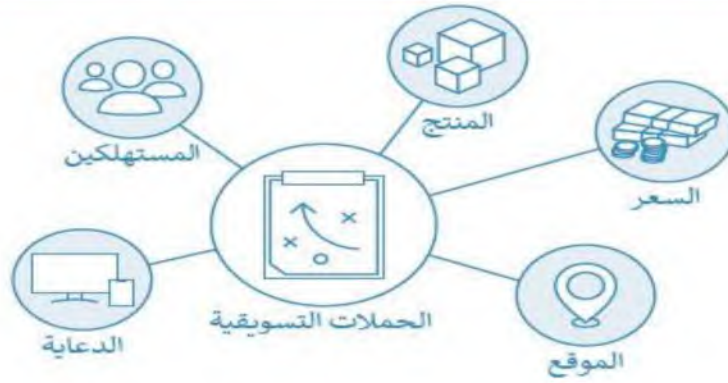 المنتج
المستهلكين
السعر
الحملات التسويقية
الدعاية
الموقع